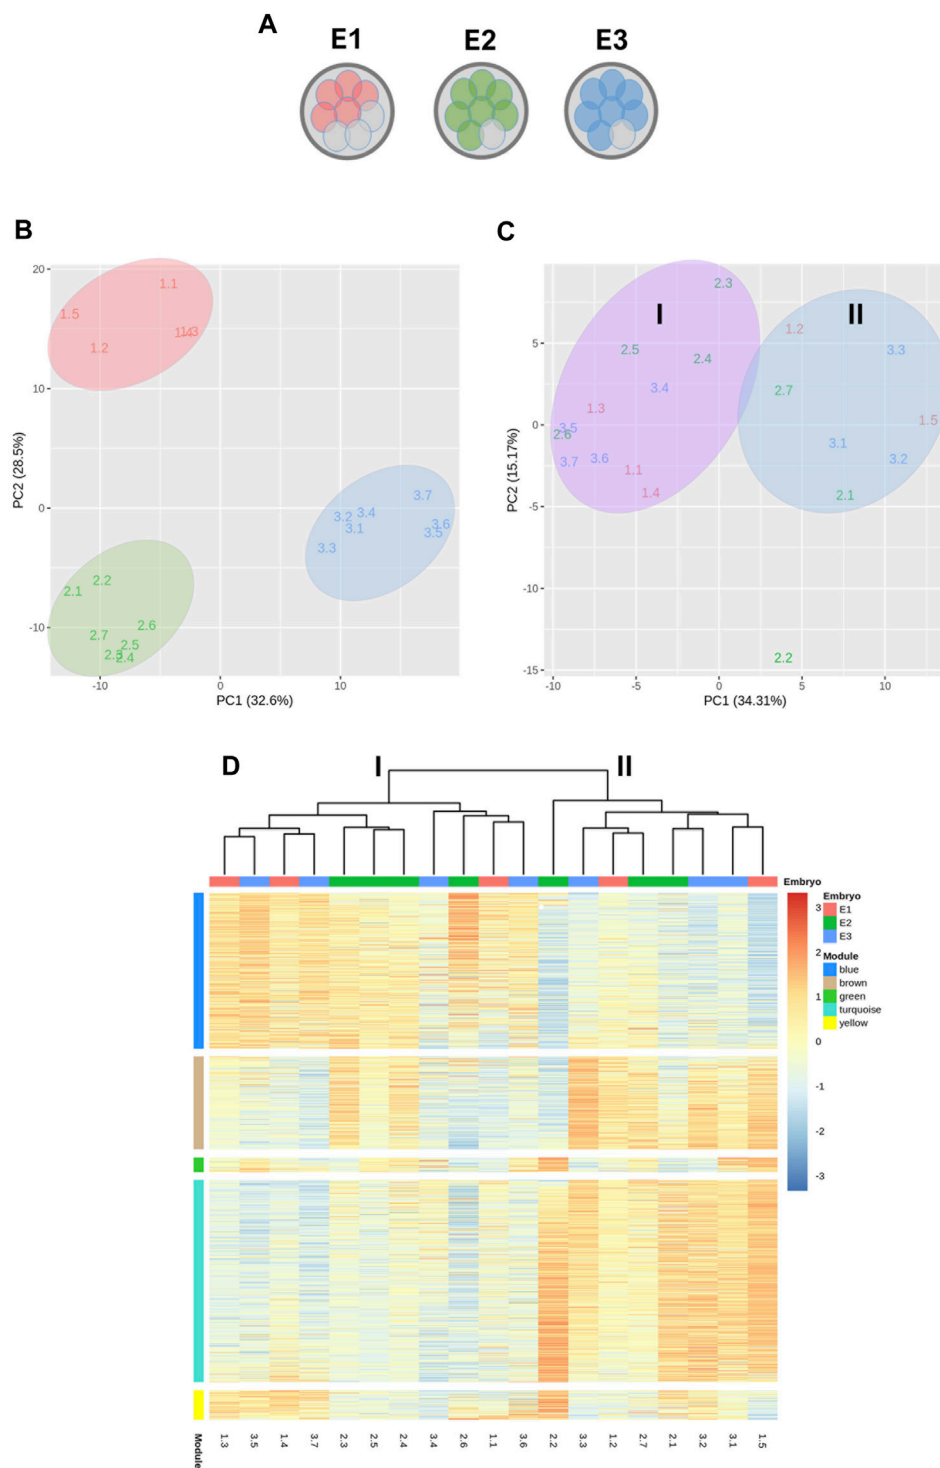 A
E1 E2 E3
B
20
10
0
-10
PC2 (28.5%)
-10 0 10
PC1 (32.6%)
1.1
1.5
1.4 1.3
1.2
3.7
3.2 3.4
3.1 3.6
3.5
3.3
2.2
2.1
2.6
2.7
2.5
2.3
2.4
C
I II
5
0
-5
-10
-15
PC2 (15.17%)
-10 -5 0 5 10
PC1 (34.31%)
2.3
1.2
2.5 3.3
2.4
3.4 2.7
1.3 1.5
3.5
2.6 3.1
3.7 3.6 3.2
1.1
1.4 2.1
2.2
D
I II
Embryo
3
2
1
0
-1
-2
-3
Embryo
E1
E2
E3
Module
blue
brown
green
turquoise
yellow
Module 1.3 3.5 1.4 3.7 2.3 2.5 2.4 3.4 2.6 1.1 3.6 2.2 3.3 1.2 2.7 2.1 3.2 3.1 1.5